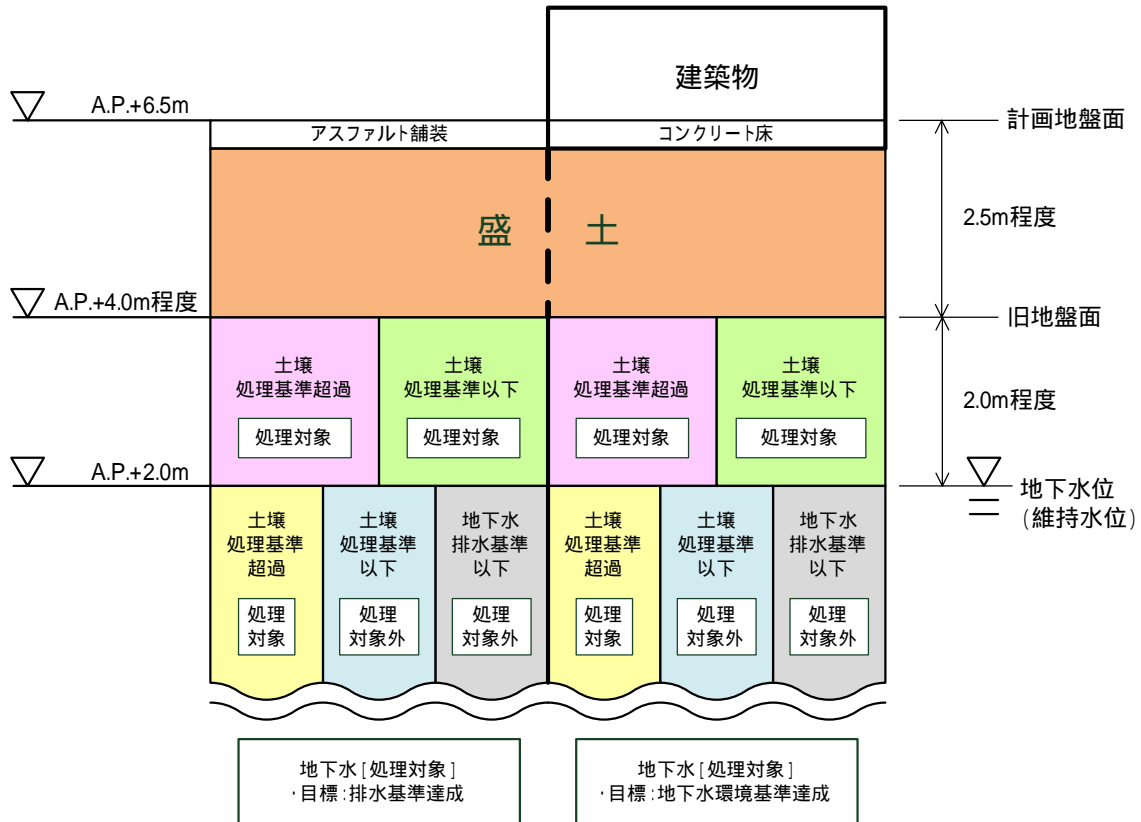 建築物
A.P.+6.5m
計画地盤面
アスファルト舗装
コンクリート床
盛土
2.5m程度
A.P.+4.0m程度
旧地盤面
土壌
処理基準超過
処理対象
土壌
処理基準以下
処理対象
土壌
処理基準超過
処理対象
土壌
処理基準以下
処理対象
2.0m程度
A.P.+2.0m
地下水位
(維持水位)
土壌
処理基準
超過
処理
対象
土壌
処理基準
以下
処理
対象外
地下水
排水基準
以下
処理
対象外
土壌
処理基準
超過
処理
対象
土壌
処理基準
以下
処理
対象外
地下水
排水基準
以下
処理
対象外
地下水[処理対象]
・目標:排水基準達成
地下水[処理対象]
・目標:地下水環境基準達成